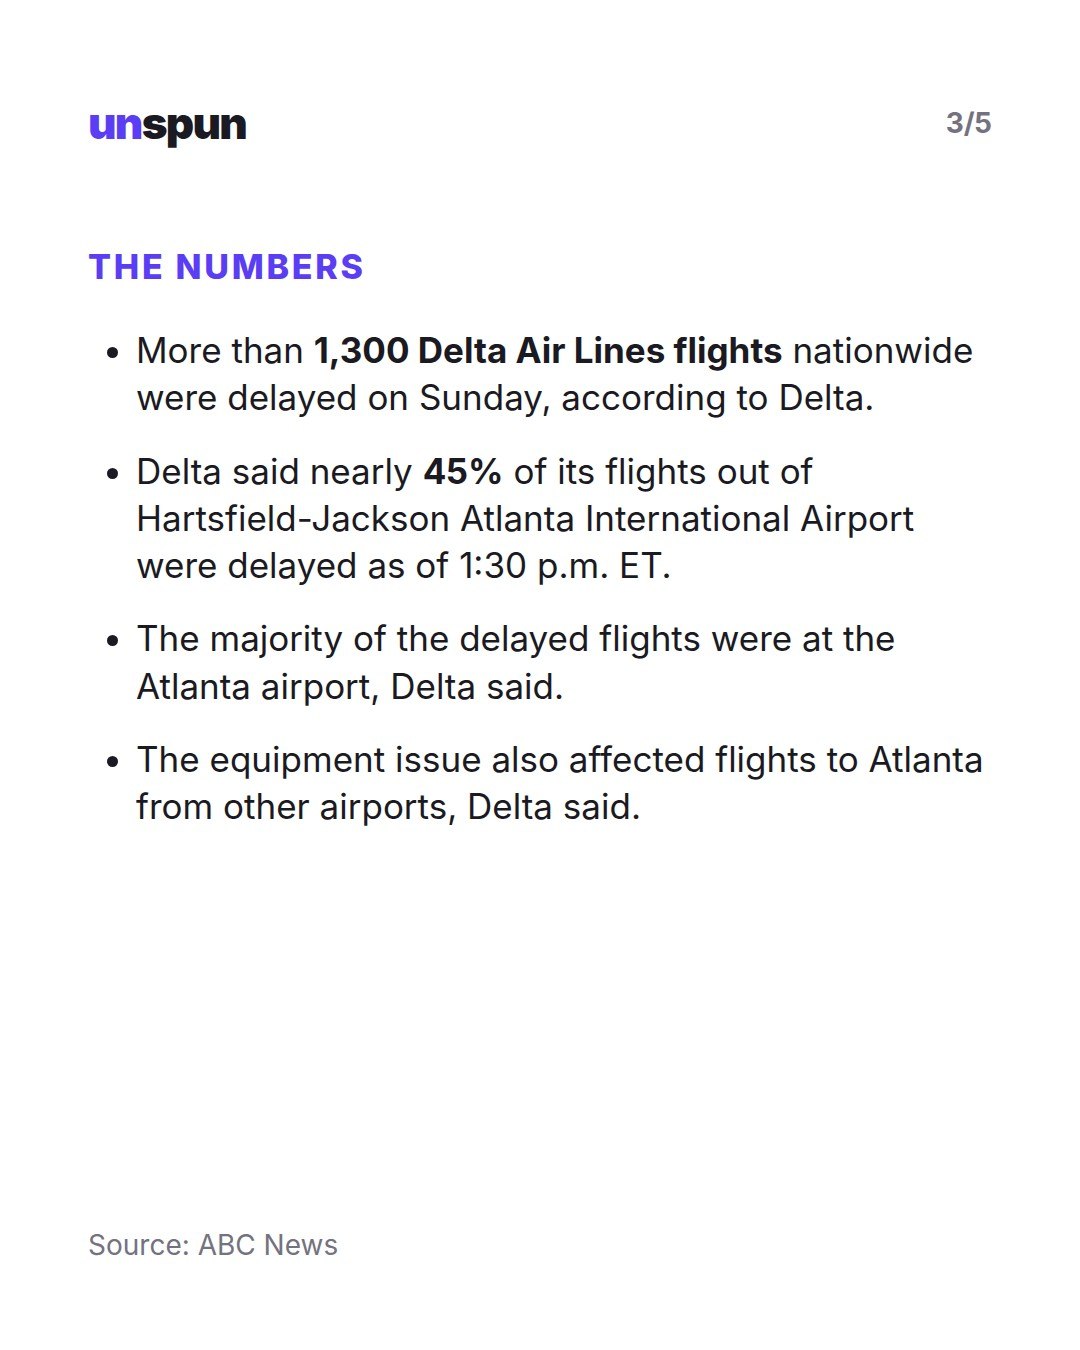 unspun
3/5
THE NUMBERS
• More than 1,300 Delta Air Lines flights nationwide
were delayed on Sunday, according to Delta.
• Delta said nearly 45% of its flights out of
Hartsfield-Jackson Atlanta International Airport
were delayed as of 1:30 p.m. ET.
• The majority of the delayed flights were at the
Atlanta airport, Delta said.
• The equipment issue also affected flights to Atlanta
from other airports, Delta said.
Source: ABC News